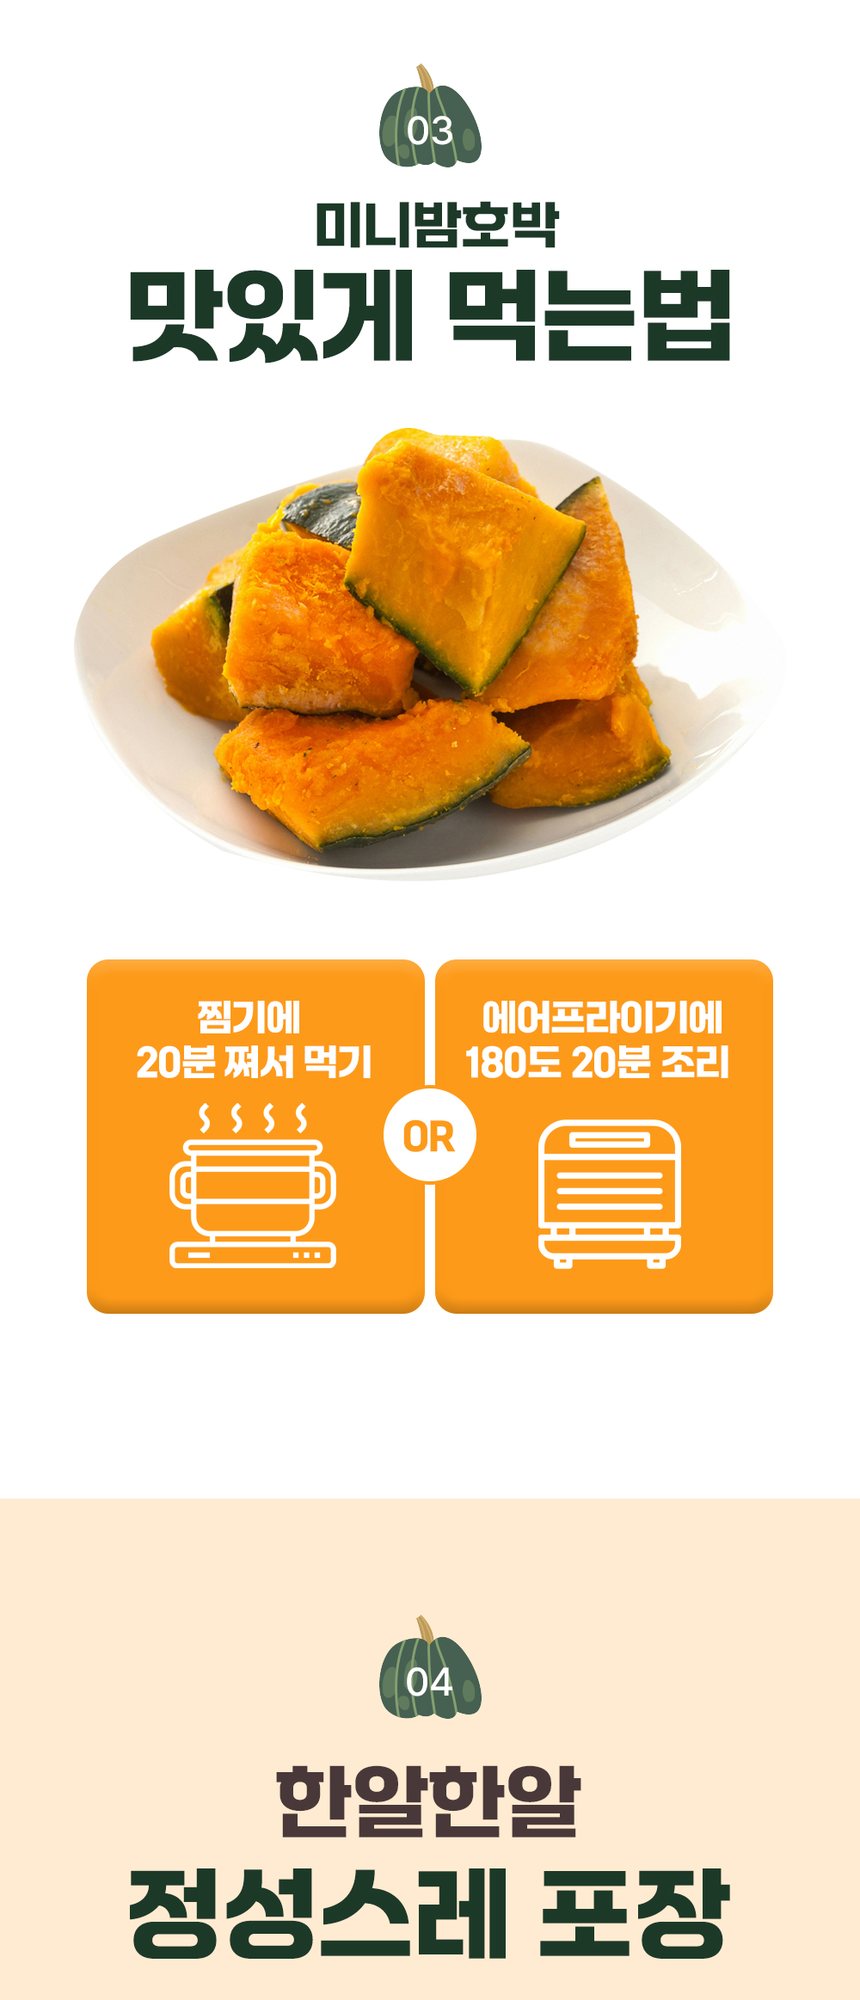 03
미니밤호박
맛있게 먹는법
찜기에
20분 쪄서 먹기
OR
에어프라이기에
180도 20분 조리
04
한알한알
정성스레 포장